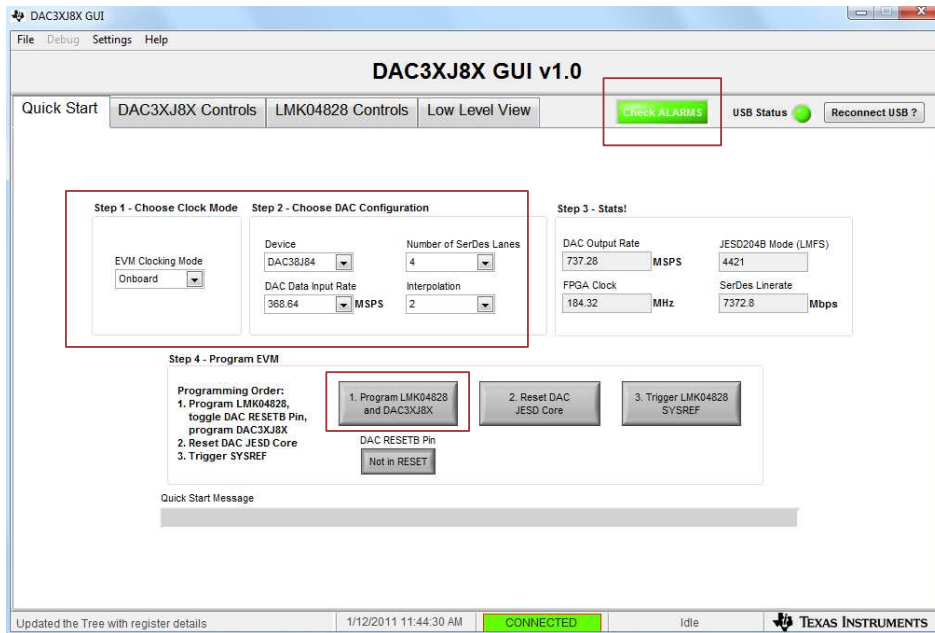 DAC3XJ8X GUI
File Debug Settings Help
DAC3XJ8X GUI v1.0
Quick Start DAC3XJ8X Controls LMK04828 Controls Low Level View Check ALARMS USB Status Reconnect USB ?
Step 1 - Choose Clock Mode Step 2 - Choose DAC Configuration Step 3 - Stats!
EVM Clocking Mode
Onboard
Device Number of SerDes Lanes
DAC38J84 4
DAC Data Input Rate Interpolation
368.64 MSPS 2
DAC Output Rate JESD204B Mode (LMFS)
737.28 MSPS 4421
FPGA Clock SerDes Linerate
184.32 MHz 7372.8 Mbps
Step 4 - Program EVM
Programming Order:
1. Program LMK04828,
toggle DAC RESETB Pin,
program DAC3XJ8X
2. Reset DAC JESD Core
3. Trigger SYSREF
1. Program LMK04828
and DAC3XJ8X
2. Reset DAC
JESD Core
3. Trigger LMK04828
SYSREF
DAC RESETB Pin
Not in RESET
Quick Start Message
Updated the Tree with register details 1/12/2011 11:44:30 AM CONNECTED Idle TEXAS INSTRUMENTS